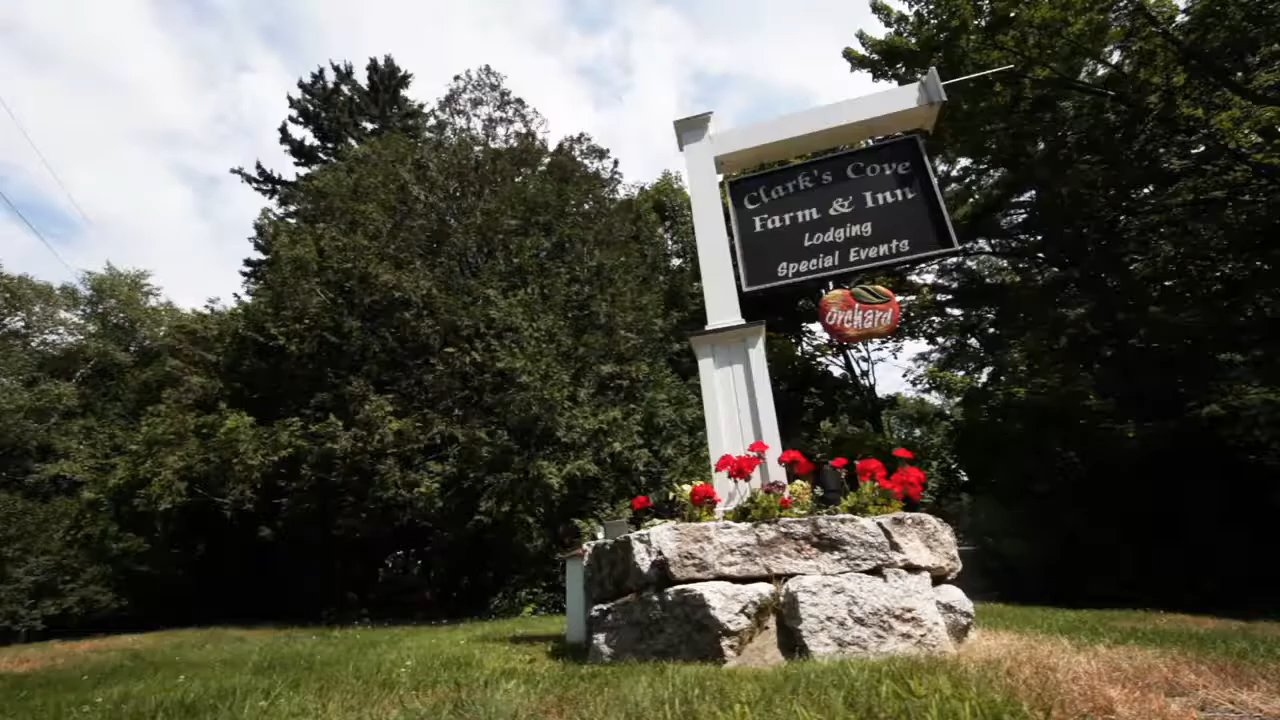 Clark's Cove
Farm & Inn
Lodging
Special Events
Orchard